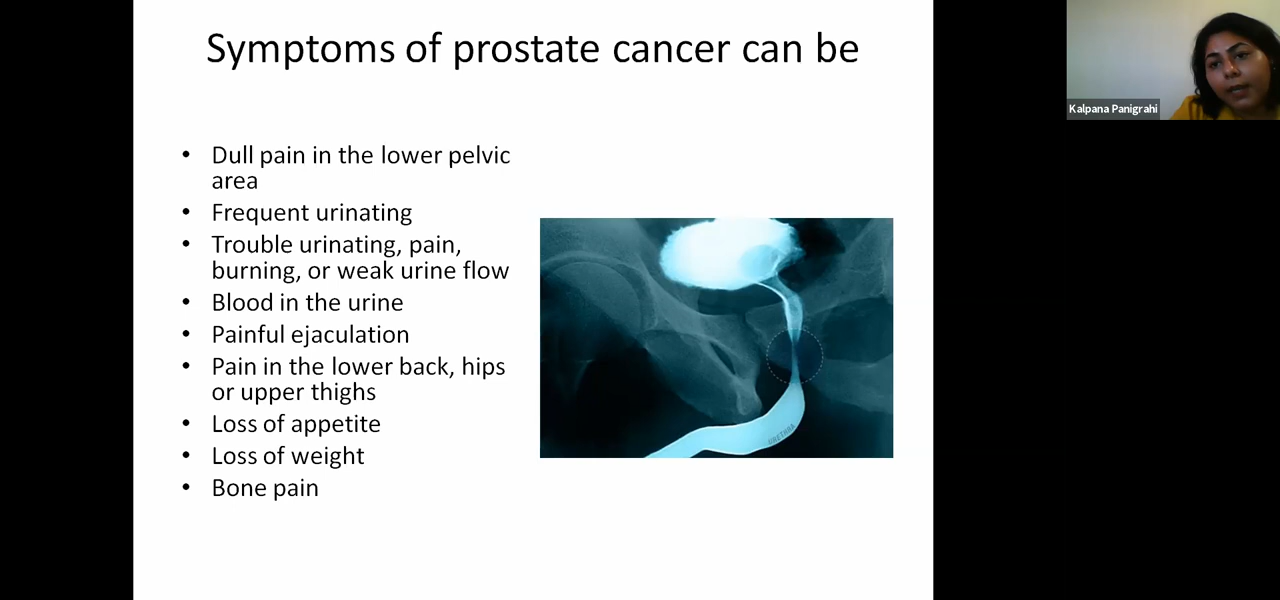 Symptoms of prostate cancer can be
Kalpana Panigrahi
• Dull pain in the lower pelvic
area
• Frequent urinating
• Trouble urinating, pain,
burning, or weak urine flow
• Blood in the urine
• Painful ejaculation
• Pain in the lower back, hips
or upper thighs
• Loss of appetite
• Loss of weight
• Bone pain
URETHRA